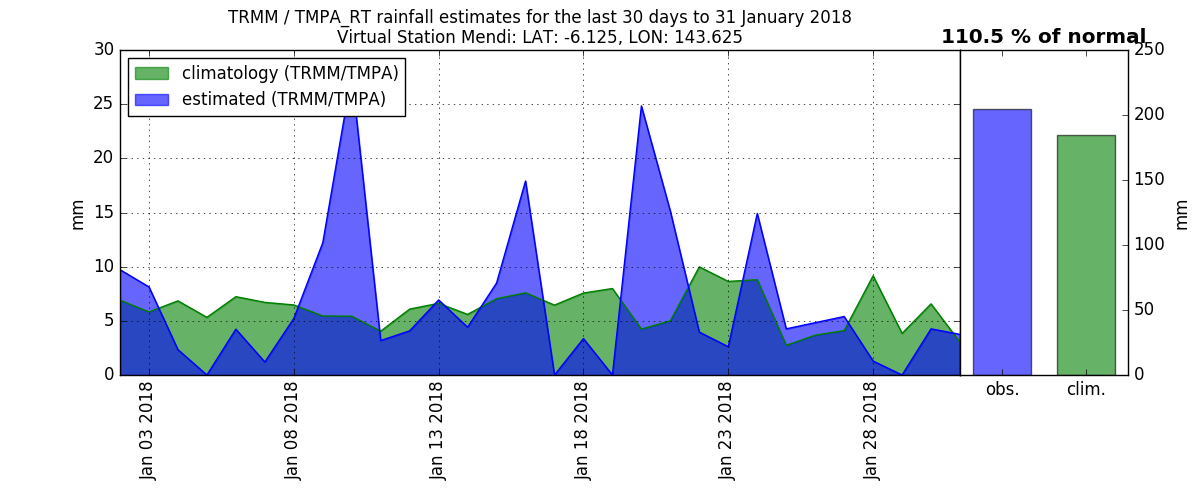 TRMM / TMPA_RT rainfall estimates for the last 30 days to 31 January 2018
Virtual Station Mendi: LAT: -6.125, LON: 143.625
110.5 % of normal
climatology (TRMM/TMPA)
estimated (TRMM/TMPA)
30
25
20
15
10
5
0
mm
250
200
150
100
50
0
mm
Jan 03 2018
Jan 08 2018
Jan 13 2018
Jan 18 2018
Jan 23 2018
Jan 28 2018
obs.
clim.